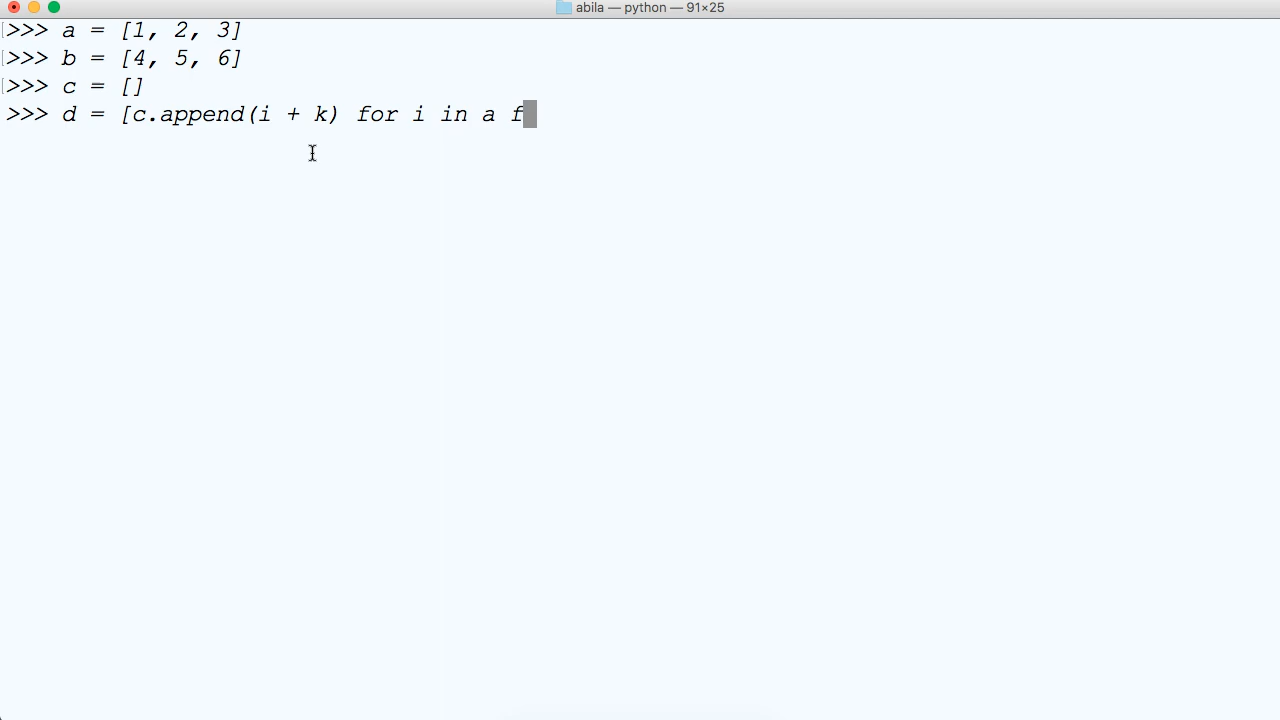 abila — python — 91×25
>>> a = [1, 2, 3]
>>> b = [4, 5, 6]
>>> c = []
>>> d = [c.append(i + k) for i in a f